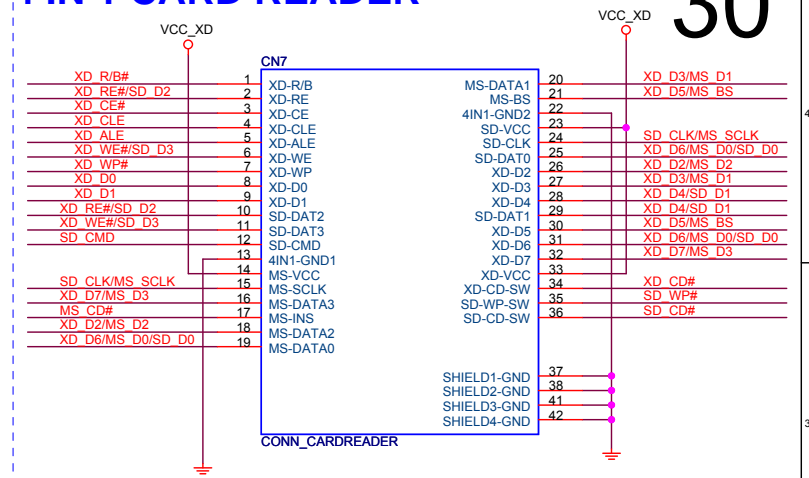 30
VCC_XD
VCC_XD
CN7
XD_R/B# 1 XD-R/B MS-DATA1 20 XD_D3/MS_D1
XD_RE#/SD_D2 2 XD-RE MS-BS 21 XD_D5/MS_BS
XD_CE# 3 XD-CE 4IN1-GND2 22
XD_CLE 4 XD-CLE SD-VCC 23
XD_ALE 5 XD-ALE SD-CLK 24 SD_CLK/MS_SCLK
XD_WE#/SD_D3 6 XD-WE SD-DAT0 25 XD_D6/MS_D0/SD_D0
XD_WP# 7 XD-WP XD-D2 26 XD_D2/MS_D2
XD_D0 8 XD-D0 XD-D3 27 XD_D3/MS_D1
XD_D1 9 XD-D1 XD-D4 28 XD_D4/SD_D1
XD_RE#/SD_D2 10 SD-DAT2 SD-DAT1 29 XD_D4/SD_D1
XD_WE#/SD_D3 11 SD-DAT3 XD-D5 30 XD_D5/MS_BS
SD_CMD 12 SD-CMD XD-D6 31 XD_D6/MS_D0/SD_D0
13 4IN1-GND1 XD-D7 32 XD_D7/MS_D3
14 MS-VCC XD-VCC 33
SD_CLK/MS_SCLK 15 MS-SCLK XD-CD-SW 34 XD_CD#
XD_D7/MS_D3 16 MS-DATA3 SD-WP-SW 35 SD_WP#
MS_CD# 17 MS-INS SD-CD-SW 36 SD_CD#
XD_D2/MS_D2 18 MS-DATA2
XD_D6/MS_D0/SD_D0 19 MS-DATA0
SHIELD1-GND 37
SHIELD2-GND 38
SHIELD3-GND 41
SHIELD4-GND 42
CONN_CARDREADER
4
3